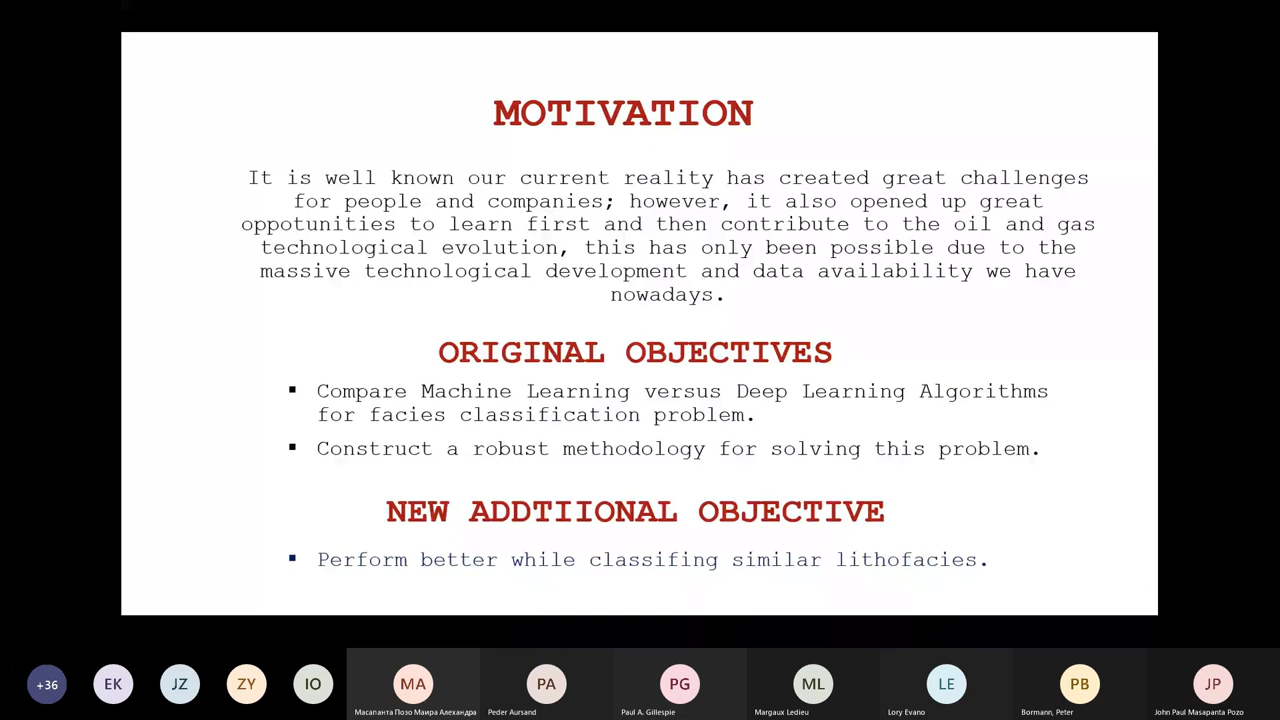 MOTIVATION
It is well known our current reality has created great challenges
for people and companies; however, it also opened up great
oppotunities to learn first and then contribute to the oil and gas
technological evolution, this has only been possible due to the
massive technological development and data availability we have
nowadays.
ORIGINAL OBJECTIVES
▪ Compare Machine Learning versus Deep Learning Algorithms
for facies classification problem.
▪ Construct a robust methodology for solving this problem.
NEW ADDTIIONAL OBJECTIVE
▪ Perform better while classifing similar lithofacies.
+36 EK JZ ZY IO MA PA PG ML LE PB JP
Масапанта Позо Маира Алехандра Peder Aursand Paul A. Gillespie Margaux Ledieu Lory Evano Bormann, Peter John Paul Masapanta Pozo